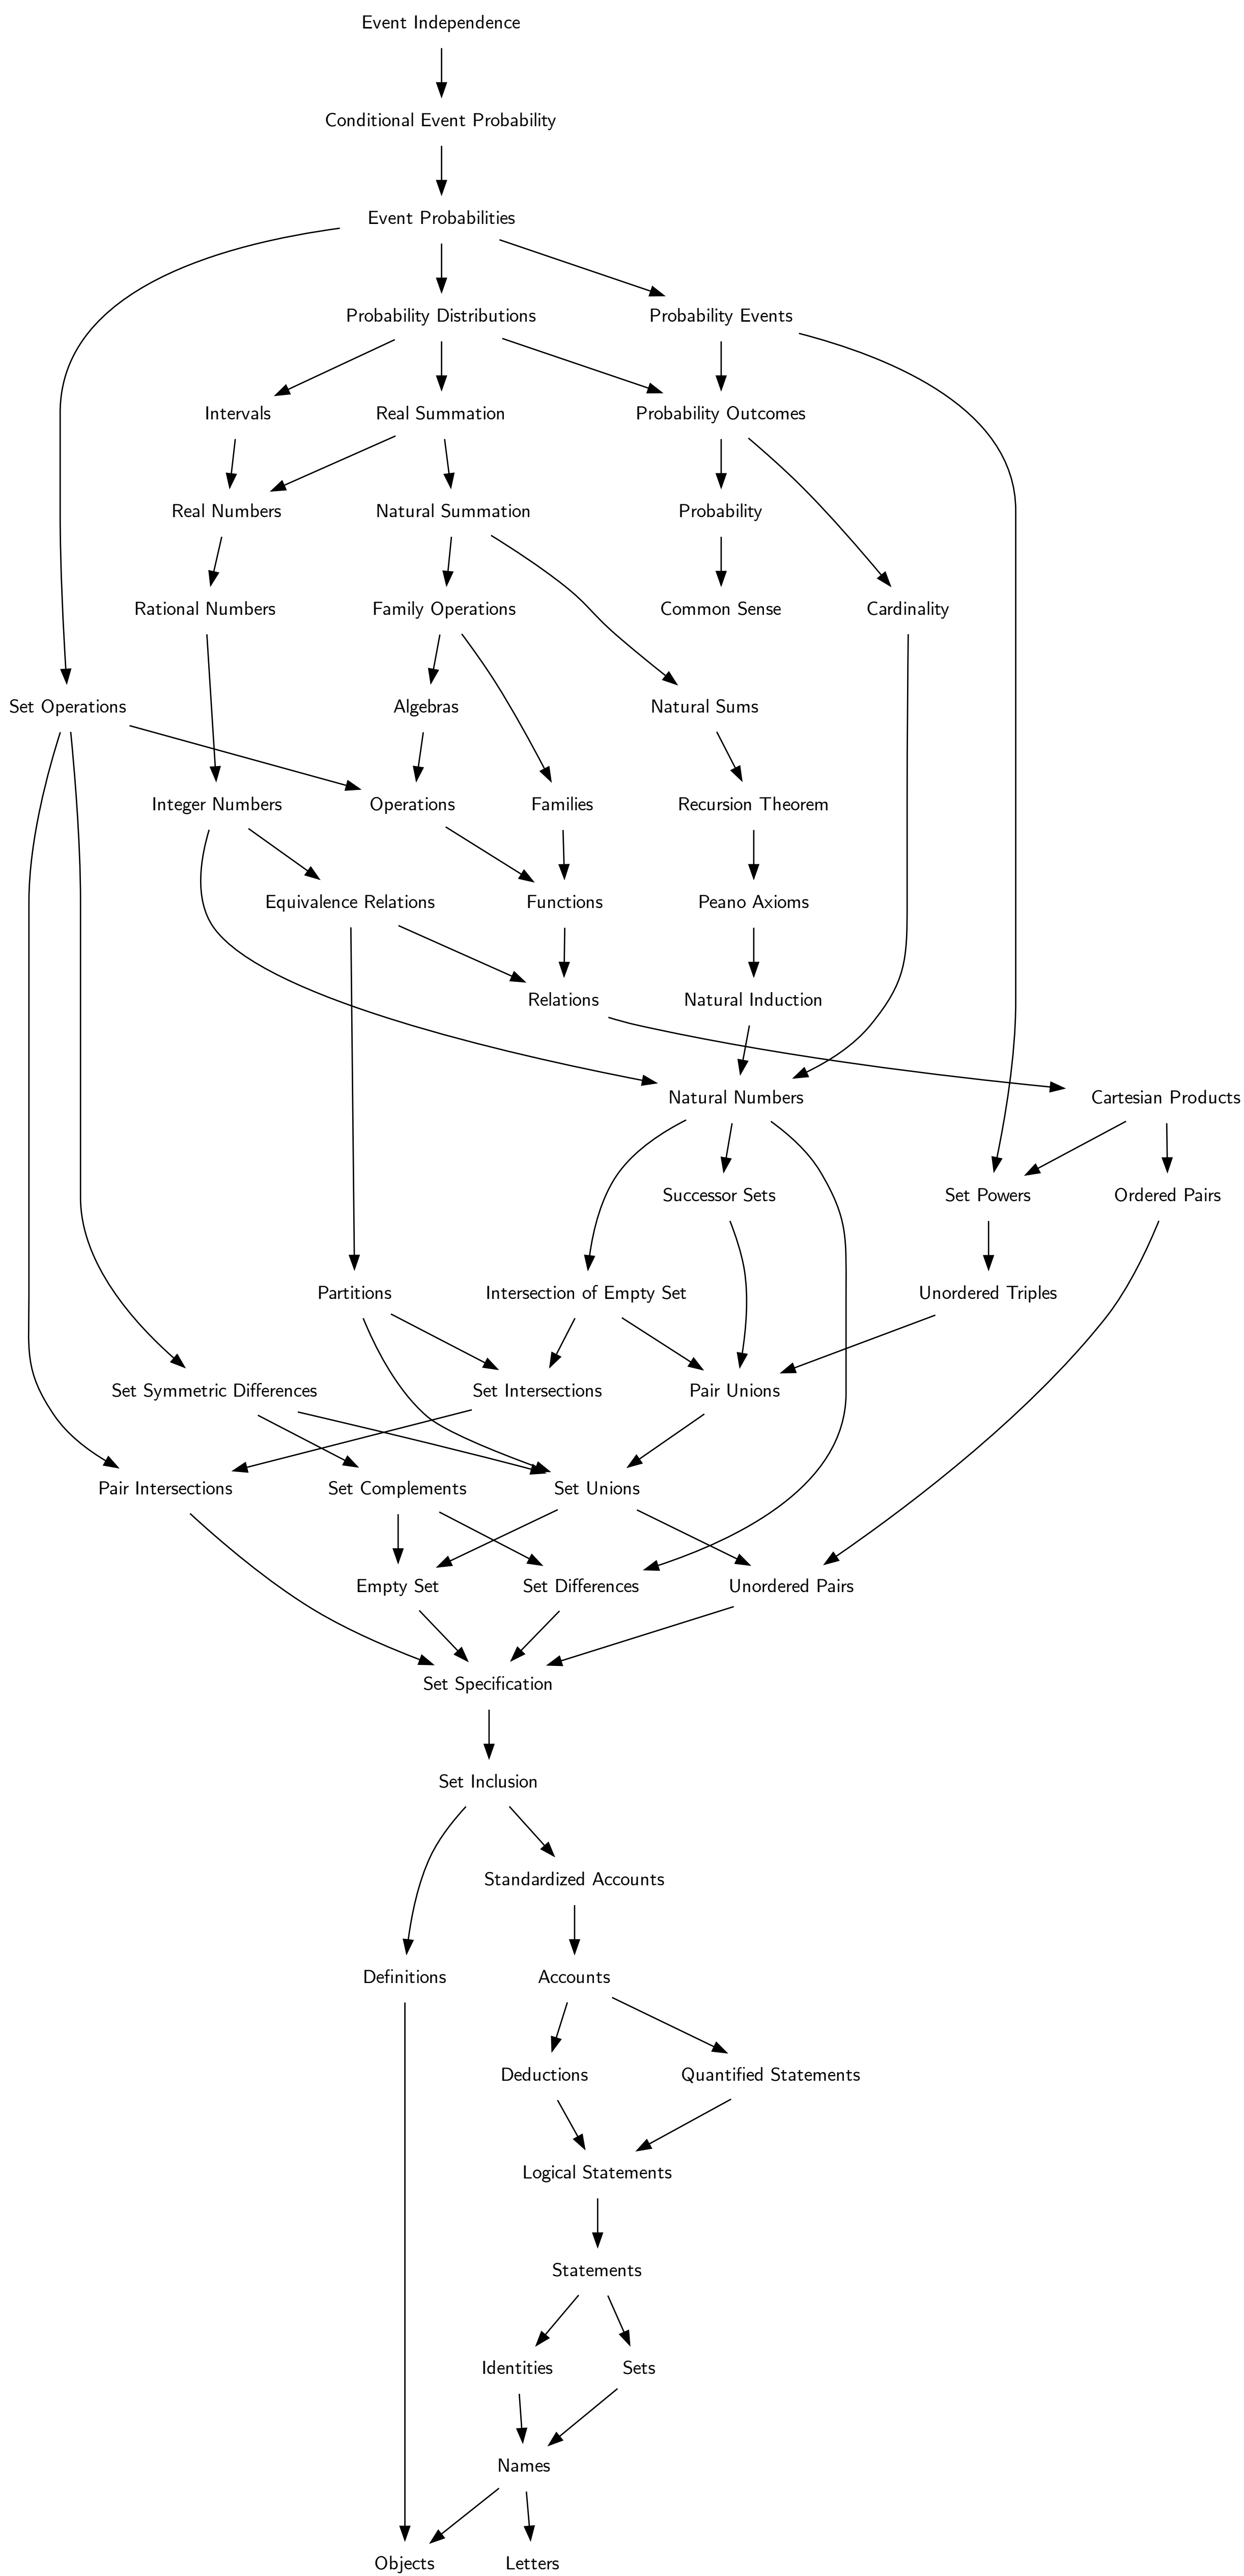 Event Independence
Conditional Event Probability
Event Probabilities
Probability Distributions
Probability Events
Intervals
Real Summation
Probability Outcomes
Real Numbers
Natural Summation
Probability
Rational Numbers
Family Operations
Common Sense
Cardinality
Set Operations
Algebras
Natural Sums
Integer Numbers
Operations
Families
Recursion Theorem
Equivalence Relations
Functions
Peano Axioms
Relations
Natural Induction
Natural Numbers
Cartesian Products
Successor Sets
Set Powers
Ordered Pairs
Partitions
Intersection of Empty Set
Unordered Triples
Set Symmetric Differences
Set Intersections
Pair Unions
Pair Intersections
Set Complements
Set Unions
Empty Set
Set Differences
Unordered Pairs
Set Specification
Set Inclusion
Standardized Accounts
Definitions
Accounts
Deductions
Quantified Statements
Logical Statements
Statements
Identities
Sets
Names
Objects
Letters